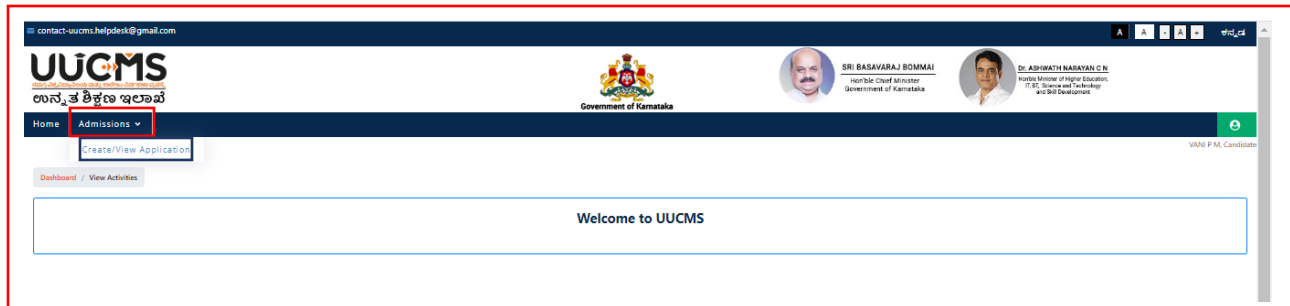 contact-uucms.helpdesk@gmail.com
A A - A + ಕನ್ನಡ
UUCMS
ಉನ್ನತ ಶಿಕ್ಷಣ ಇಲಾಖೆ
Government of Karnataka
SRI BASAVARAJ BOMMAI
Hon'ble Chief Minister
Government of Karnataka
Dr. ASHWATH NARAYAN C N
Hon'ble Minister of Higher Education,
IT, BT, Science and Technology
and Skill Development
Home Admissions
Create/View Application
VANI P M, Candidate
Dashboard / View Activities
Welcome to UUCMS